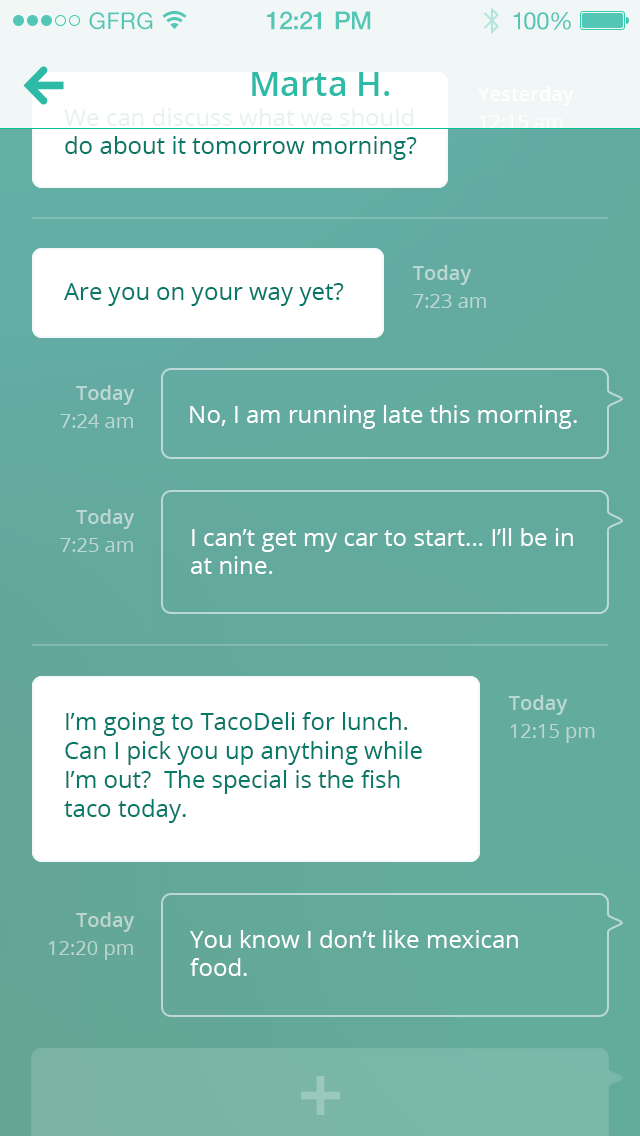 GFRG 12:21 PM 100%
Marta H.
We can discuss what we should
do about it tomorrow morning?
Yesterday
12:15 am
Are you on your way yet?
Today
7:23 am
Today
7:24 am
No, I am running late this morning.
Today
7:25 am
I can’t get my car to start... I’ll be in
at nine.
I’m going to TacoDeli for lunch.
Can I pick you up anything while
I’m out?  The special is the fish
taco today.
Today
12:15 pm
Today
12:20 pm
You know I don’t like mexican
food.